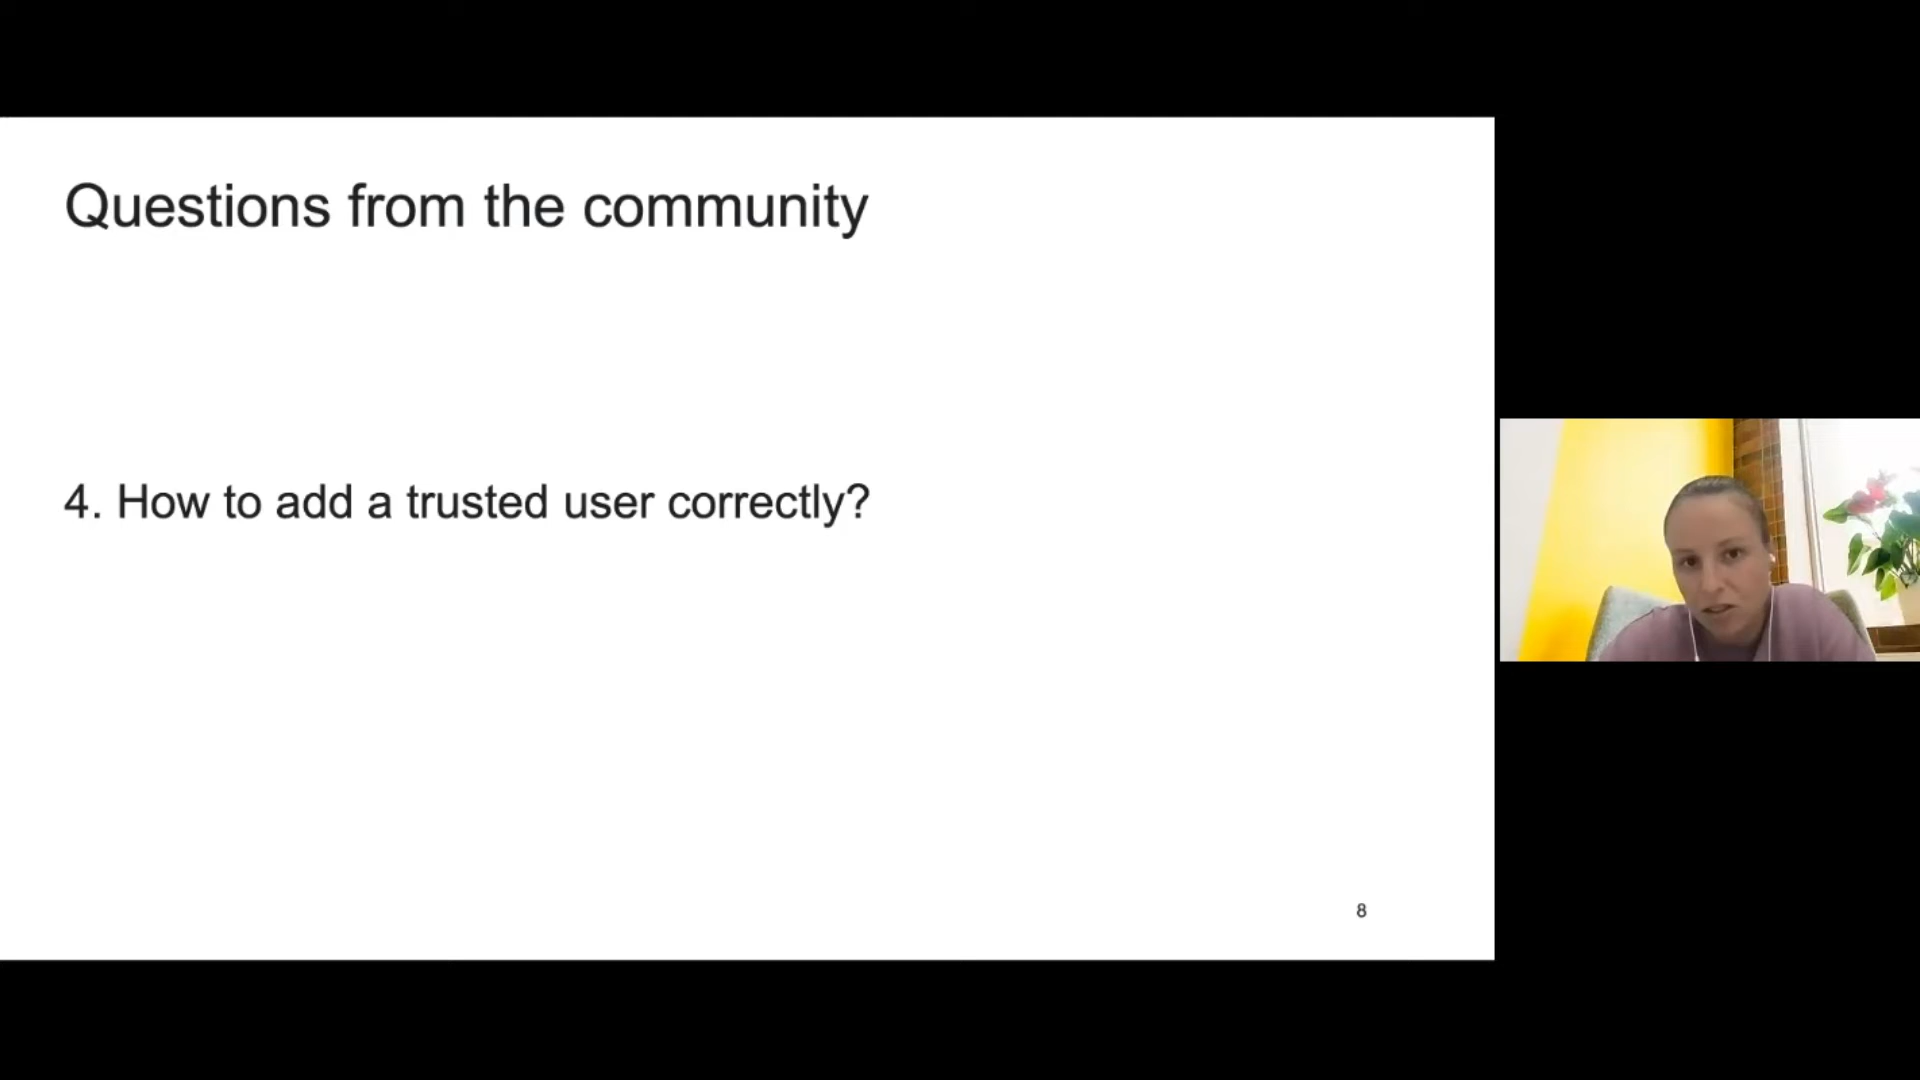 Questions from the community
4. How to add a trusted user correctly?
8